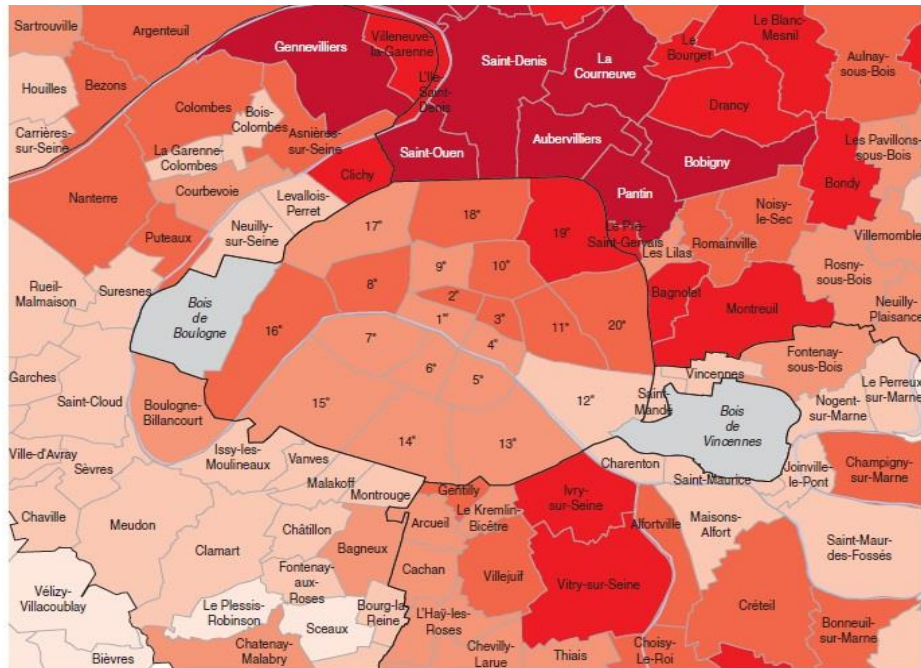 Sartrouville
Argenteuil
Gennevilliers
Villeneuve-
la-Garenne
Saint-Denis
La
Courneuve
Le
Bourget
Le Blanc-
Mesnil
Aulnay-
sous-Bois
Houilles
Bezons
Colombes
Bois-
Colombes
L'Ile-
Saint-
Denis
Drancy
Carrières-
sur-Seine
La Garenne-
Colombes
Asnières-
sur-Seine
Saint-Ouen
Aubervilliers
Bobigny
Les Pavillons-
sous-Bois
Nanterre
Courbevoie
Clichy
Pantin
Bondy
Levallois-
Perret
Neuilly-
sur-Seine
Puteaux
17e
18e
19e
Le Pré-
Saint-Gervais
Les Lilas
Romainville
Noisy-
le-Sec
Villemomble
Rueil-
Malmaison
Suresnes
Bois
de
Boulogne
8e
9e
10e
2e
1er
3e
4e
11e
20e
Bagnolet
Montreuil
Rosny-
sous-Bois
Neuilly-
Plaisance
16e
7e
6e
5e
Garches
Saint-Cloud
Boulogne-
Billancourt
15e
14e
13e
12e
Saint-
Mandé
Vincennes
Fontenay-
sous-Bois
Bois
de
Vincennes
Nogent-
sur-Marne
Le Perreux-
sur-Marne
Ville-d'Avray
Sèvres
Issy-les-
Moulineaux
Vanves
Malakoff
Montrouge
Gentilly
Le Kremlin-
Bicêtre
Ivry-
sur-Seine
Charenton
Saint-Maurice
Joinville-
le-Pont
Champigny-
sur-Marne
Chaville
Meudon
Clamart
Châtillon
Bagneux
Arcueil
Alfortville
Maisons-
Alfort
Saint-Maur-
des-Fossés
Vélizy-
Villacoublay
Fontenay-
aux-
Roses
Cachan
Villejuif
Vitry-sur-Seine
Le Plessis-
Robinson
Sceaux
Bourg-la-
Reine
L'Haÿ-les-
Roses
Créteil
Bonneuil-
sur-Marne
Bièvres
Chatenay-
Malabry
Chevilly-
Larue
Thiais
Choisy-
Le-Roi